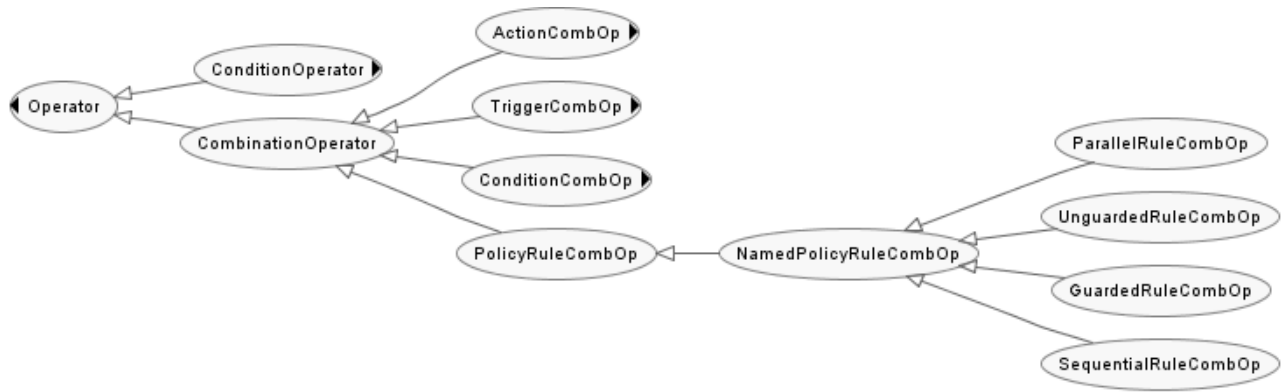 ActionCombOp
ConditionOperator
Operator
TriggerCombOp
CombinationOperator
ParallelRuleCombOp
ConditionCombOp
UnguardedRuleCombOp
PolicyRuleCombOp
NamedPolicyRuleCombOp
GuardedRuleCombOp
SequentialRuleCombOp